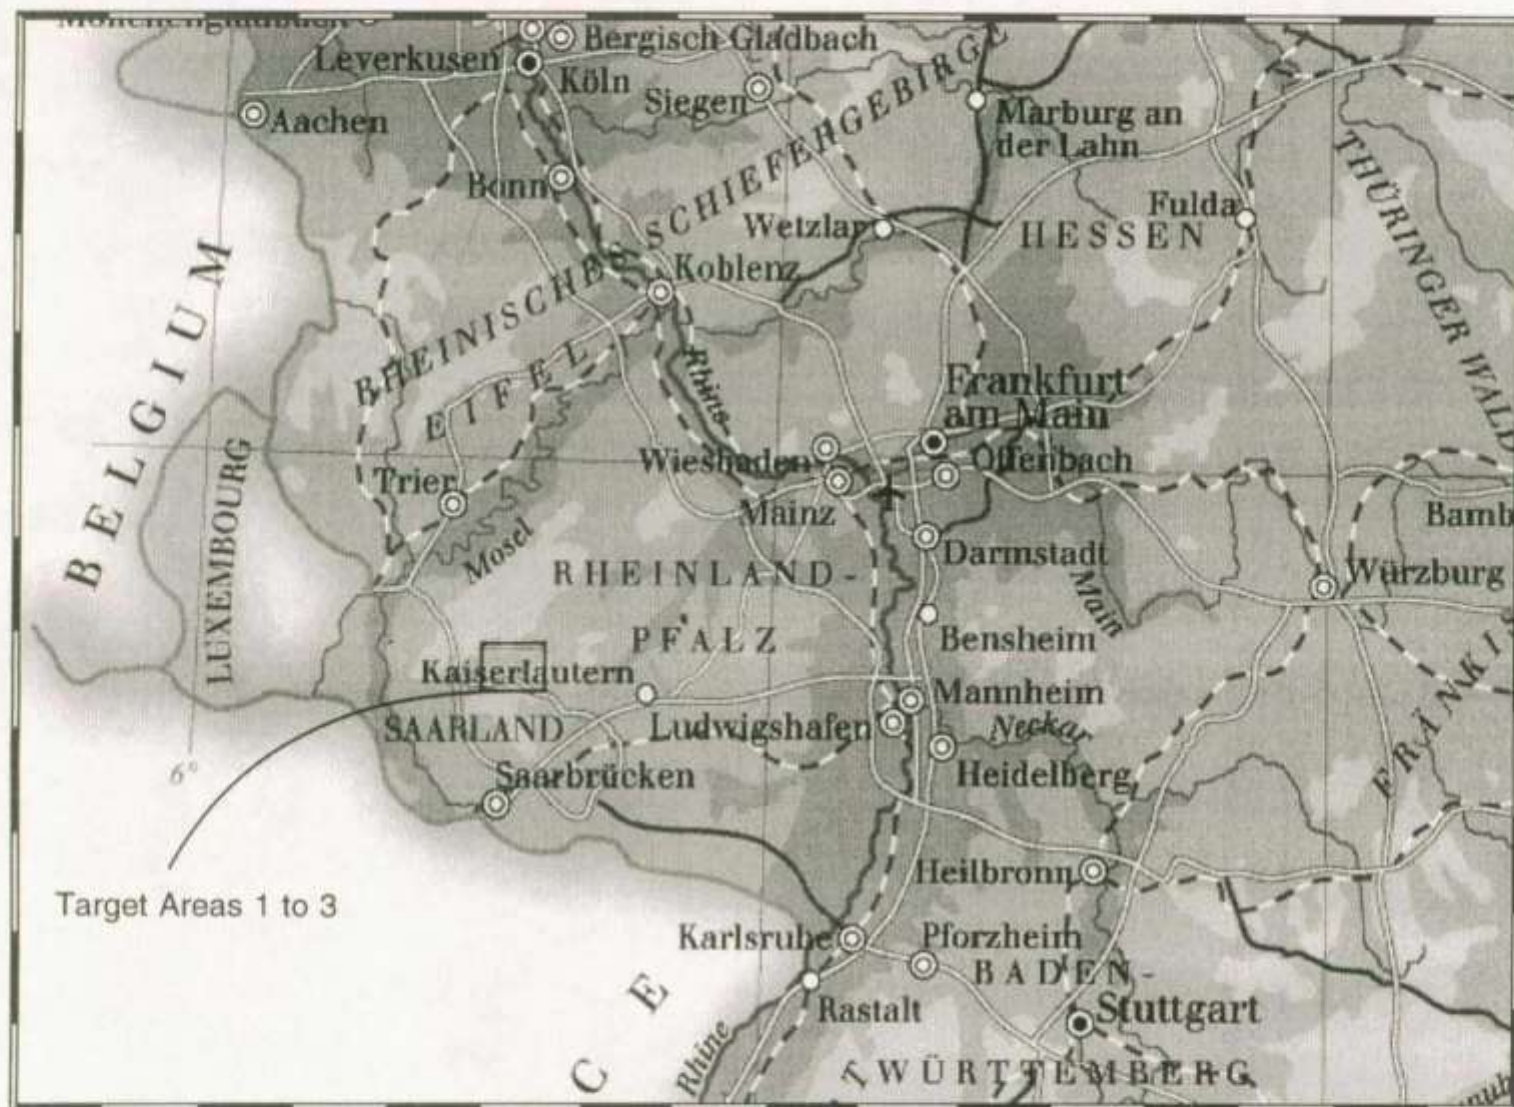 Leverkusen
Bergisch Gladbach
Köln
Siegen
Aachen
Marburg an
der Lahn
Bonn
Fulda
Wetzlar
HESSEN
THÜRINGER WALD
Koblenz
RHEINISCHES SCHIEFERGEBIRGE
EIFEL
BELGIUM
LUXEMBOURG
Rhine
Frankfurt
am Main
Wiesbaden
Offenbach
Trier
Mainz
Mosel
Darmstadt
Bamb
Würzburg
Main
RHEINLAND-
PFALZ
Bensheim
Kaiserlautern
Mannheim
SAARLAND
Ludwigshafen
Neckar
Heidelberg
6°
Saarbrücken
FRÄNKIS
Heilbronn
Target Areas 1 to 3
Karlsruhe
Pforzheim
BADEN-
Rastalt
Stuttgart
C E
Rhine
WÜRTTEMBERG